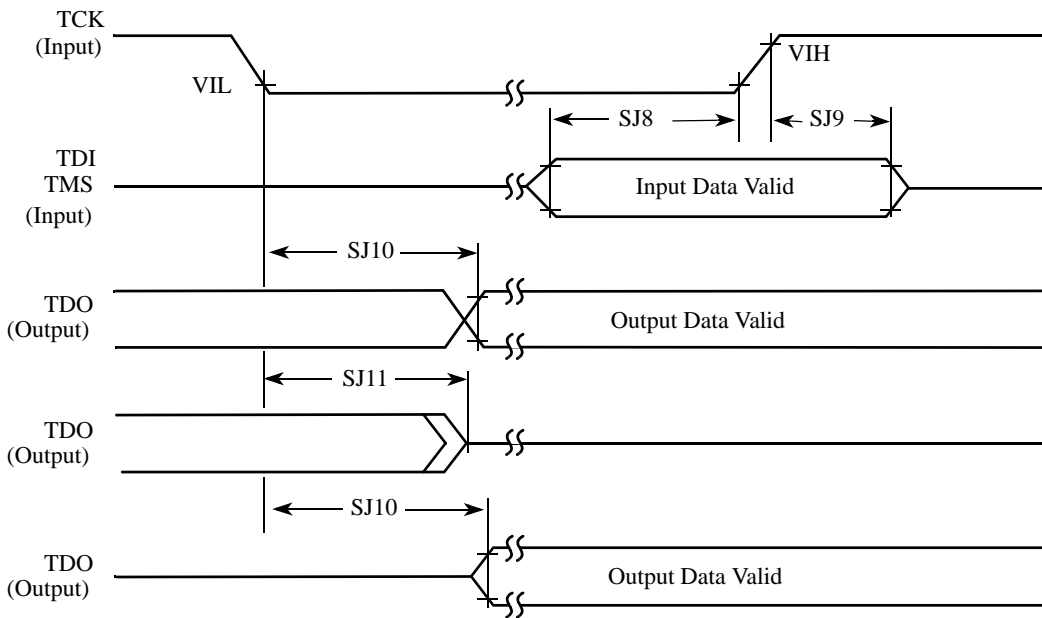 TCK
(Input)
VIL
VIH
SJ8
SJ9
TDI
TMS
(Input)
Input Data Valid
SJ10
TDO
(Output)
Output Data Valid
SJ11
TDO
(Output)
SJ10
TDO
(Output)
Output Data Valid